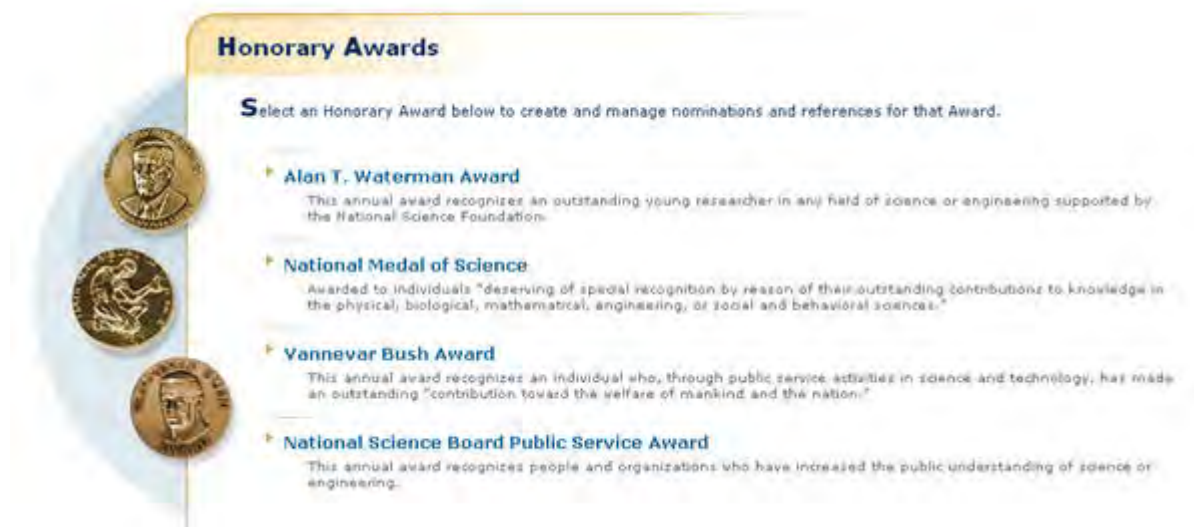 Honorary Awards
Select an Honorary Award below to create and manage nominations and references for that Award.
Alan T. Waterman Award
This annual award recognizes an outstanding young researcher in any field of science or engineering supported by
the National Science Foundation.
National Medal of Science
Awarded to individuals "deserving of special recognition by reason of their outstanding contributions to knowledge in
the physical, biological, mathematical, engineering, or social and behavioral sciences."
Vannevar Bush Award
This annual award recognizes an individual who, through public service activities in science and technology, has made
an outstanding "contribution toward the welfare of mankind and the nation."
National Science Board Public Service Award
This annual award recognizes people and organizations who have increased the public understanding of science or
engineering.